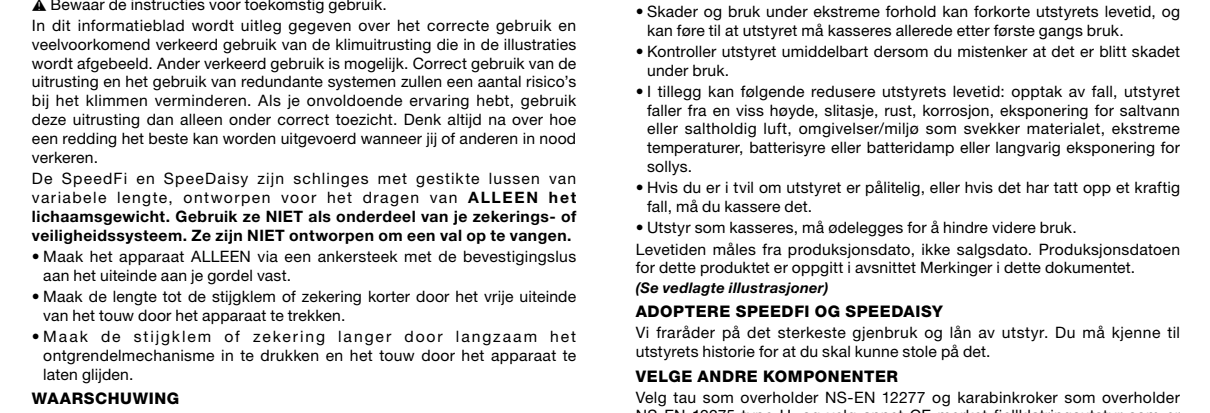 ⚠ Bewaar de instructies voor toekomstig gebruik.
In dit informatieblad wordt uitleg gegeven over het correcte gebruik en
veelvoorkomend verkeerd gebruik van de klimuitrusting die in de illustraties
wordt afgebeeld. Ander verkeerd gebruik is mogelijk. Correct gebruik van de
uitrusting en het gebruik van redundante systemen zullen een aantal risico's
bij het klimmen verminderen. Als je onvoldoende ervaring hebt, gebruik
deze uitrusting dan alleen onder correct toezicht. Denk altijd na over hoe
een redding het beste kan worden uitgevoerd wanneer jij of anderen in nood
verkeren.
De SpeedFi en SpeeDaisy zijn schlinges met gestikte lussen van
variabele lengte, ontworpen voor het dragen van ALLEEN het
lichaamsgewicht. Gebruik ze NIET als onderdeel van je zekerings- of
veiligheidssysteem. Ze zijn NIET ontworpen om een val op te vangen.
• Maak het apparaat ALLEEN via een ankersteek met de bevestigingslus
aan het uiteinde aan je gordel vast.
• Maak de lengte tot de stijgklem of zekering korter door het vrije uiteinde
van het touw door het apparaat te trekken.
• Maak de stijgklem of zekering langer door langzaam het
ontgrendelmechanisme in te drukken en het touw door het apparaat te
laten glijden.
WAARSCHUWING
• Skader og bruk under ekstreme forhold kan forkorte utstyrets levetid, og
kan føre til at utstyret må kasseres allerede etter første gangs bruk.
• Kontroller utstyret umiddelbart dersom du mistenker at det er blitt skadet
under bruk.
• I tillegg kan følgende redusere utstyrets levetid: opptak av fall, utstyret
faller fra en viss høyde, slitasje, rust, korrosjon, eksponering for saltvann
eller saltholdig luft, omgivelser/miljø som svekker materialet, ekstreme
temperaturer, batterisyre eller batteridamp eller langvarig eksponering for
sollys.
• Hvis du er i tvil om utstyret er pålitelig, eller hvis det har tatt opp et kraftig
fall, må du kassere det.
• Utstyr som kasseres, må ødelegges for å hindre videre bruk.
Levetiden måles fra produksjonsdato, ikke salgsdato. Produksjonsdatoen
for dette produktet er oppgitt i avsnittet Merkinger i dette dokumentet.
(Se vedlagte illustrasjoner)
ADOPTERE SPEEDFI OG SPEEDAISY
Vi fraråder på det sterkeste gjenbruk og lån av utstyr. Du må kjenne til
utstyrets historie for at du skal kunne stole på det.
VELGE ANDRE KOMPONENTER
Velg tau som overholder NS-EN 12277 og karabinkroker som overholder